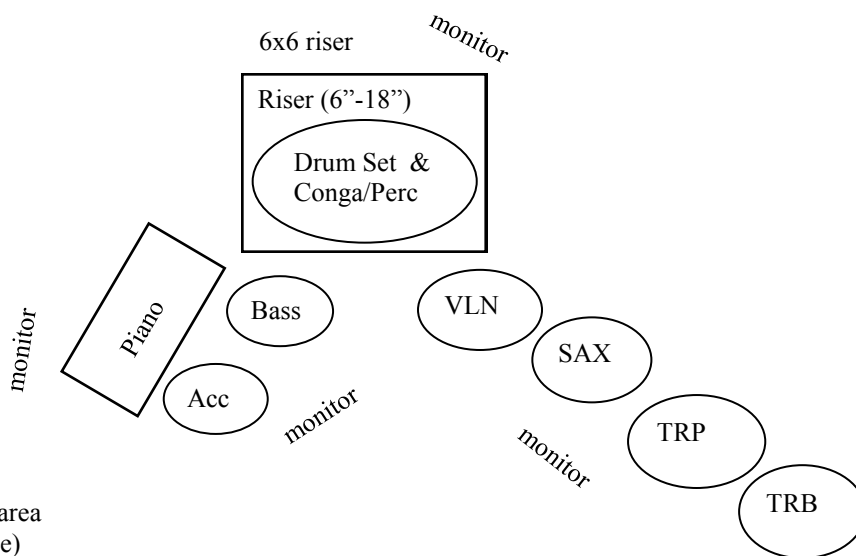 6x6 riser
monitor
Riser (6”-18”)
Drum Set &
Conga/Perc
Piano
Bass
VLN
monitor
SAX
Acc
monitor
TRP
monitor
TRB
area
e)